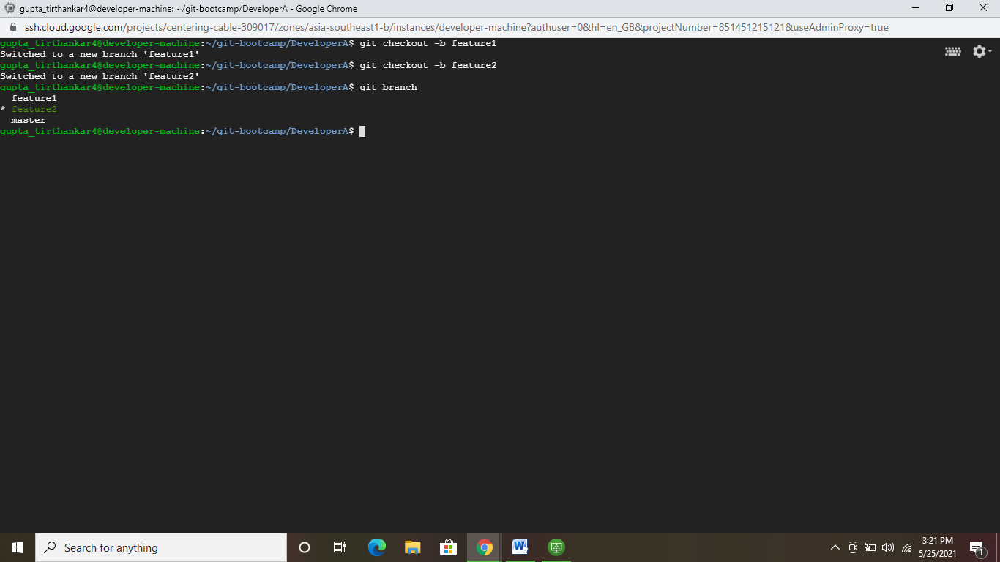 gupta_tirthankar4@developer-machine: ~/git-bootcamp/DeveloperA - Google Chrome
ssh.cloud.google.com/projects/centering-cable-309017/zones/asia-southeast1-b/instances/developer-machine?authuser=0&hl=en_GB&projectNumber=851451215121&useAdminProxy=true
gupta_tirthankar4@developer-machine:~/git-bootcamp/DeveloperA$ git checkout -b feature1
Switched to a new branch 'feature1'
gupta_tirthankar4@developer-machine:~/git-bootcamp/DeveloperA$ git checkout -b feature2
Switched to a new branch 'feature2'
gupta_tirthankar4@developer-machine:~/git-bootcamp/DeveloperA$ git branch
  feature1
* feature2
  master
gupta_tirthankar4@developer-machine:~/git-bootcamp/DeveloperA$
Search for anything
W
3:21 PM
5/25/2021
1